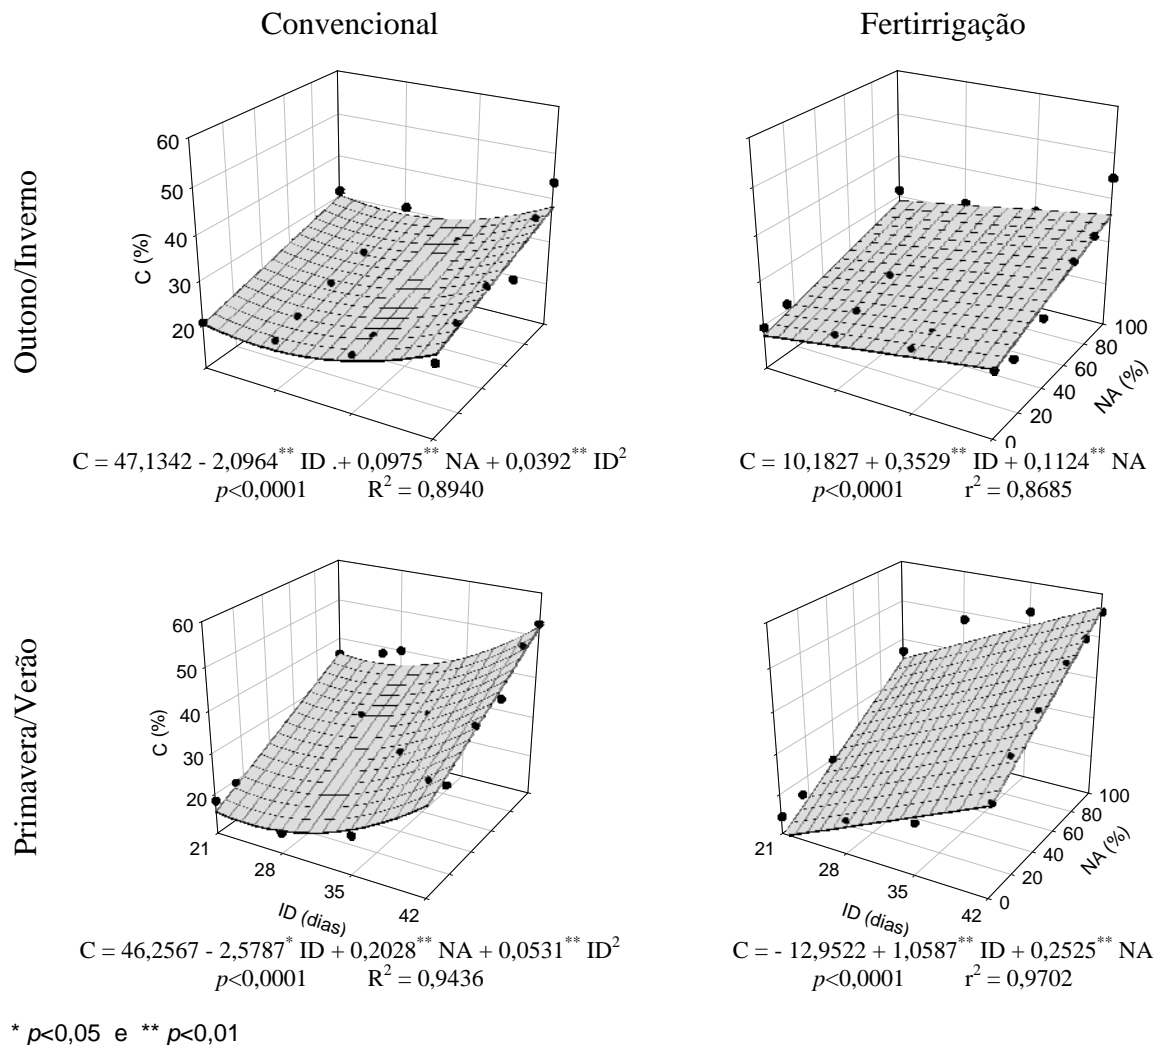 Convencional
Fertirrigação
Outono/Inverno
C (%)
60
50
40
30
20
100
80
60
40
20
0
NA (%)
C = 47,1342 - 2,0964** ID .+ 0,0975** NA + 0,0392** ID²
p<0,0001 R² = 0,8940
C = 10,1827 + 0,3529** ID + 0,1124** NA
p<0,0001 r² = 0,8685
Primavera/Verão
C (%)
60
50
40
30
20
21
28
35
42
ID (dias)
21
28
35
42
ID (dias)
100
80
60
40
20
0
NA (%)
C = 46,2567 - 2,5787* ID + 0,2028** NA + 0,0531** ID²
p<0,0001 R² = 0,9436
C = - 12,9522 + 1,0587** ID + 0,2525** NA
p<0,0001 r² = 0,9702
* p<0,05 e ** p<0,01